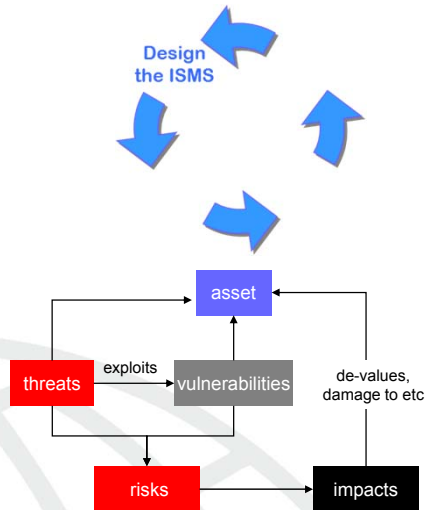 Design
the ISMS
asset
exploits
threats
vulnerabilities
de-values,
damage to etc
risks
impacts